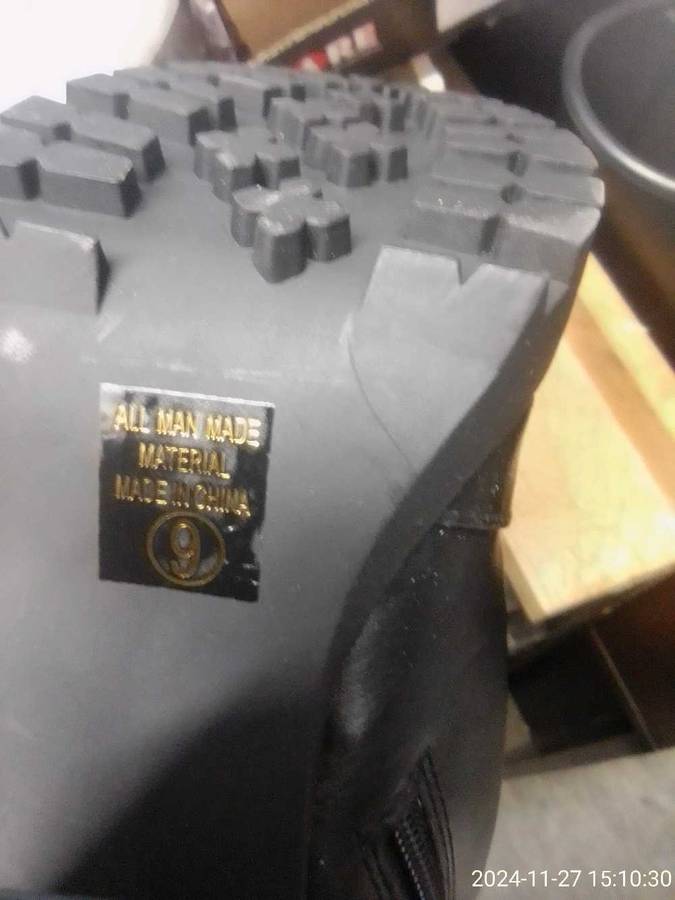 ALL MAN MADE
MATERIAL
MADE IN CHINA
9
2024-11-27 15:10:30